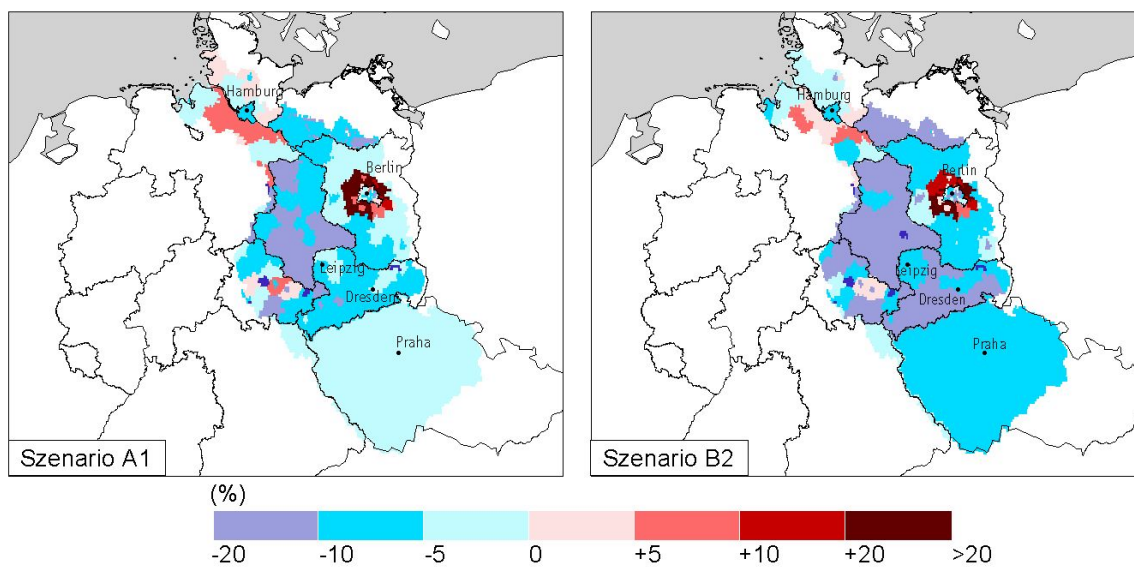 Hamburg
Berlin
Leipzig
Dresden
Praha
Szenario A1
Hamburg
Berlin
Leipzig
Dresden
Praha
Szenario B2
(%)
-20 -10 -5 0 +5 +10 +20 >20